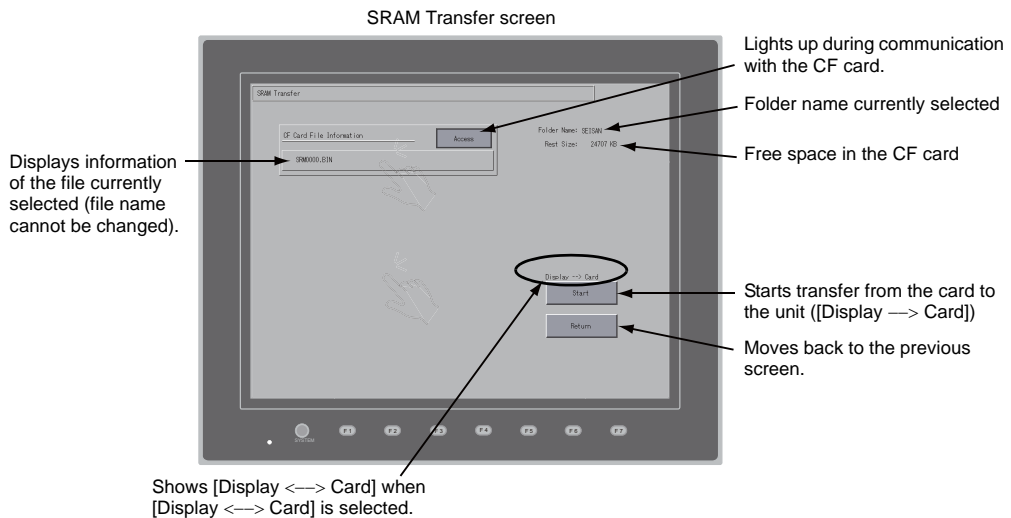 SRAM Transfer screen
Lights up during communication
with the CF card.
SRAM Transfer
Folder name currently selected
CF Card File Information
Access
Folder Name: SEISAN
Rest Size: 24707 KB
Free space in the CF card
SRM0000.BIN
Displays information
of the file currently
selected (file name
cannot be changed).
Display --> Card
Start
Starts transfer from the card to
the unit ([Display −−> Card])
Return
Moves back to the previous
screen.
SYSTEM
F1
F2
F3
F4
F5
F6
F7
Shows [Display <−−> Card] when
[Display <−−> Card] is selected.